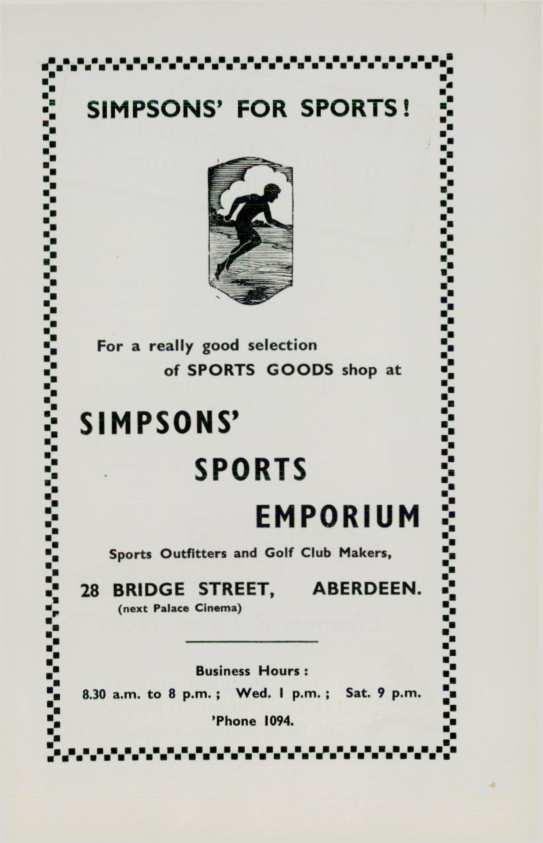 SIMPSONS' FOR SPORTS!
For a really good selection
of SPORTS GOODS shop at
SIMPSONS'
SPORTS
EMPORIUM
Sports Outfitters and Golf Club Makers,
28 BRIDGE STREET, ABERDEEN.
(next Palace Cinema)
Business Hours :
8.30 a.m. to 8 p.m. ; Wed. 1 p.m. ; Sat. 9 p.m.
'Phone 1094.